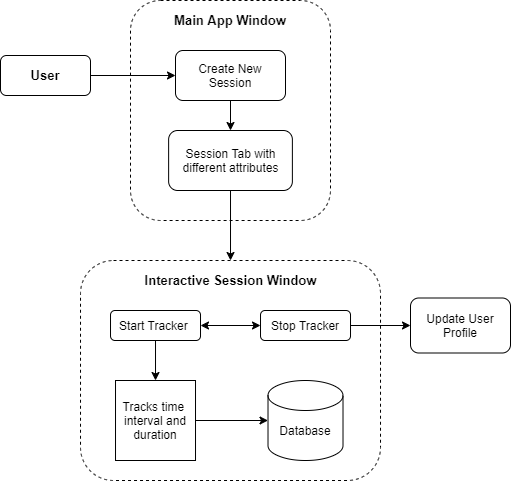 Main App Window
User
Create New
Session
Session Tab with
different attributes
Interactive Session Window
Start Tracker
Stop Tracker
Update User
Profile
Tracks time
interval and
duration
Database